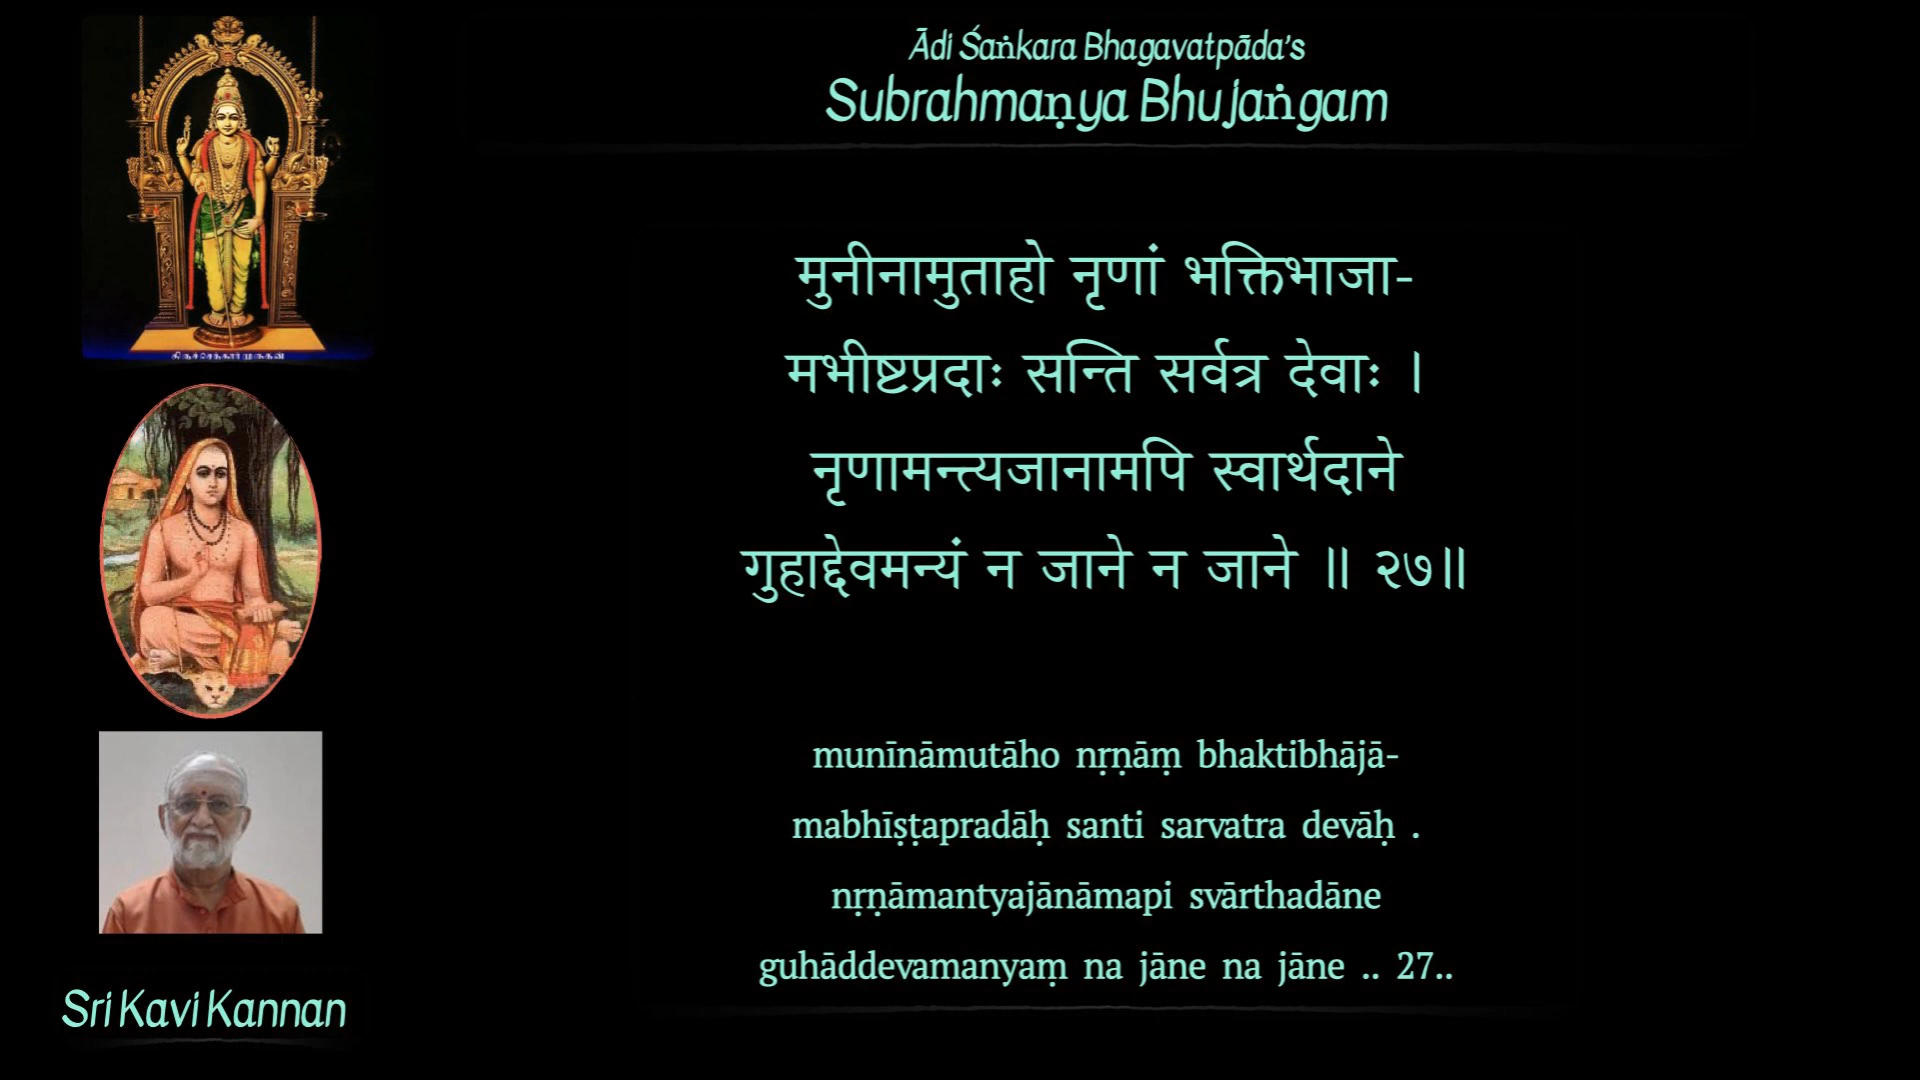 Ādi Śaṅkara Bhagavatpāda's
Subrahmaṇya Bhujaṅgam
मुनीनामुताहो नृणां भक्तिभाजा-
मभीष्टप्रदाः सन्ति सर्वत्र देवाः ।
नृणामन्त्यजानामपि स्वार्थदाने
गुहाद्देवमन्यं न जाने न जाने ॥ २७॥
munīnāmutāho nṛṇāṃ bhaktibhājā-
mabhīṣṭapradāḥ santi sarvatra devāḥ .
nṛṇāmantyajānāmapi svārthadāne
guhāddevamanyaṃ na jāne na jāne .. 27..
Sri Kavi Kannan